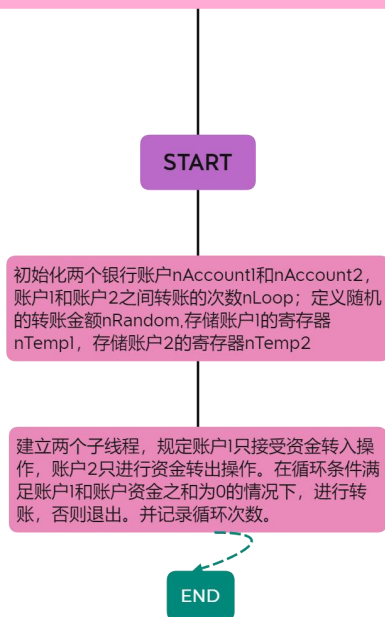 START
初始化两个银行账户nAccount1和nAccount2，
账户1和账户2之间转账的次数nLoop；定义随机
的转账金额nRandom,存储账户1的寄存器
nTemp1，存储账户2的寄存器nTemp2
建立两个子线程，规定账户1只接受资金转入操
作，账户2只进行资金转出操作。在循环条件满
足账户1和账户资金之和为0的情况下，进行转
账，否则退出。并记录循环次数。
END